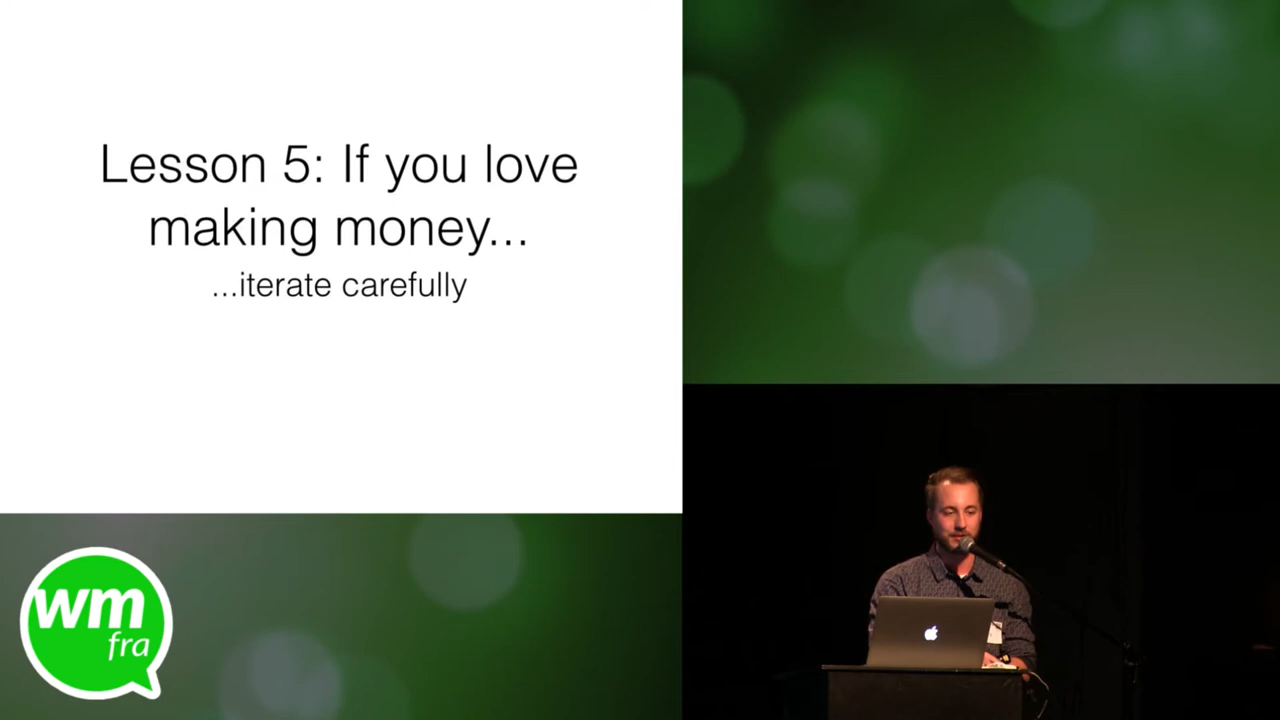 Lesson 5: If you love
making money...
...iterate carefully
wm
fra